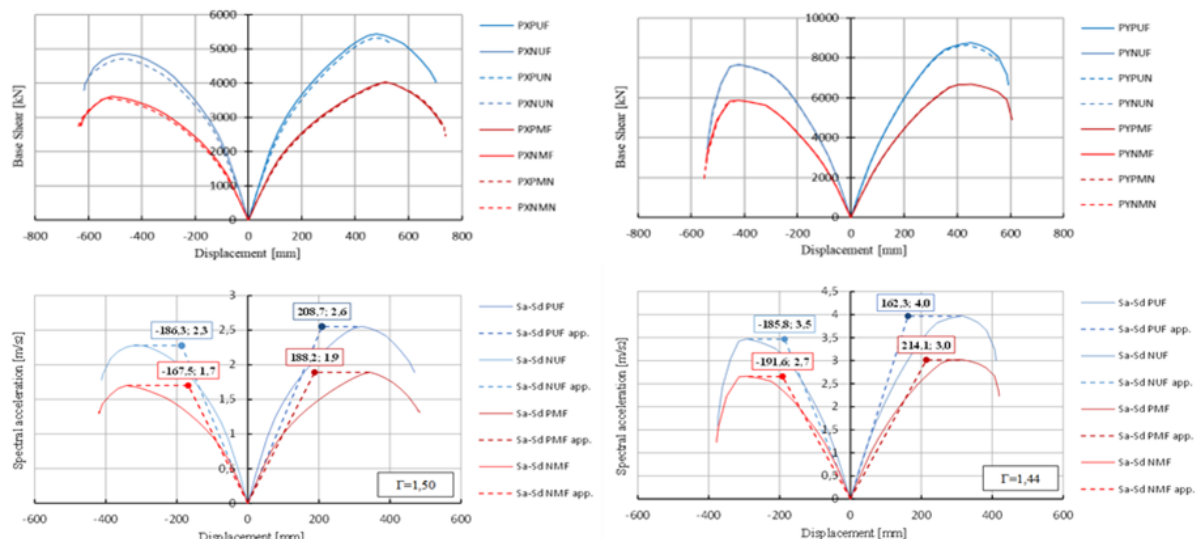 6000
5000
4000
3000
2000
1000
0
Base Shear [kN]
-800 -600 -400 -200 0 200 400 600 800
Displacement [mm]
PXPUF
PXNUF
PXPUN
PXNUN
PXPMF
PXNMF
PXPMN
PXNMN
10000
8000
6000
4000
2000
0
Base Shear [kN]
-800 -600 -400 -200 0 200 400 600 800
Displacement [mm]
PYPUF
PYNUF
PYPUN
PYNUN
PYPMF
PYNMF
PYPMN
PYNMN
3
2,5
2
1,5
1
0,5
0
Spectral acceleration [m/s2]
-186.3; 2.3
208.7; 2.6
188.2; 1.9
-167.5; 1.7
Γ=1,50
-600 -400 -200 0 200 400 600
Displacement [mm]
Sa-Sd PUF
Sa-Sd PUF app.
Sa-Sd NUF
Sa-Sd NUF app.
Sa-Sd PMF
Sa-Sd PMF app.
Sa-Sd NMF
Sa-Sd NMF app.
4,5
4
3,5
3
2,5
2
1,5
1
0,5
0
Spectral acceleration [m/s2]
162.3; 4.0
-185.8; 3.5
214.1; 3.0
-191.6; 2.7
Γ=1,44
-600 -400 -200 0 200 400 600
Displacement [mm]
Sa-Sd PUF
Sa-Sd PUF app.
Sa-Sd NUF
Sa-Sd NUF app.
Sa-Sd PMF
Sa-Sd PMF app.
Sa-Sd NMF
Sa-Sd NMF app.